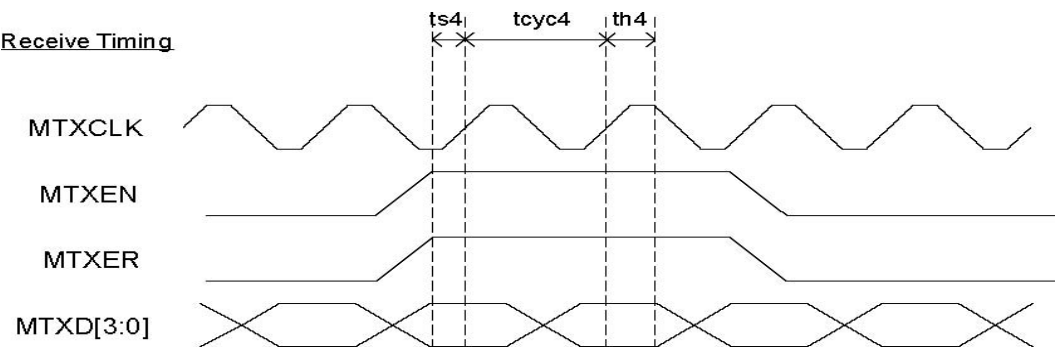 ts4 tcyc4 th4
Receive Timing
MTXCLK
MTXEN
MTXER
MTXD[3:0]